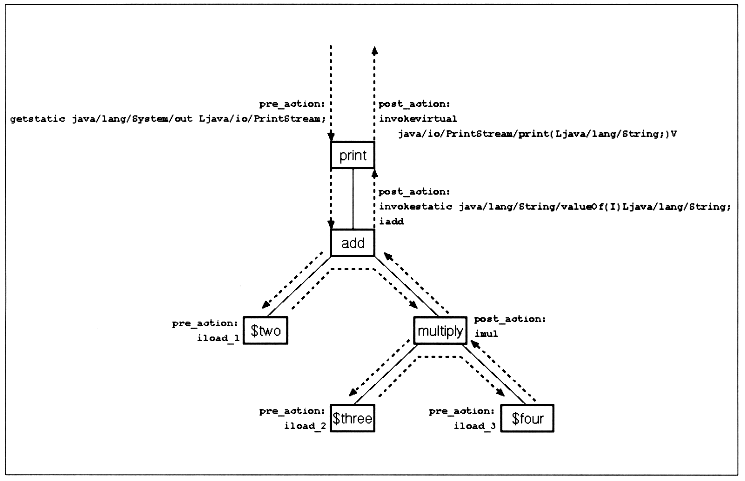 pre_action:
getstatic java/lang/System/out Ljava/io/PrintStream;
post_action:
invokevirtual
java/io/PrintStream/print(Ljava/lang/String;)V
print
post_action:
invokestatic java/lang/String/valueOf(I)Ljava/lang/String;
iadd
add
pre_action:
iload_1
$two
multiply
post_action:
imul
pre_action:
iload_2
$three
pre_action:
iload_3
$four